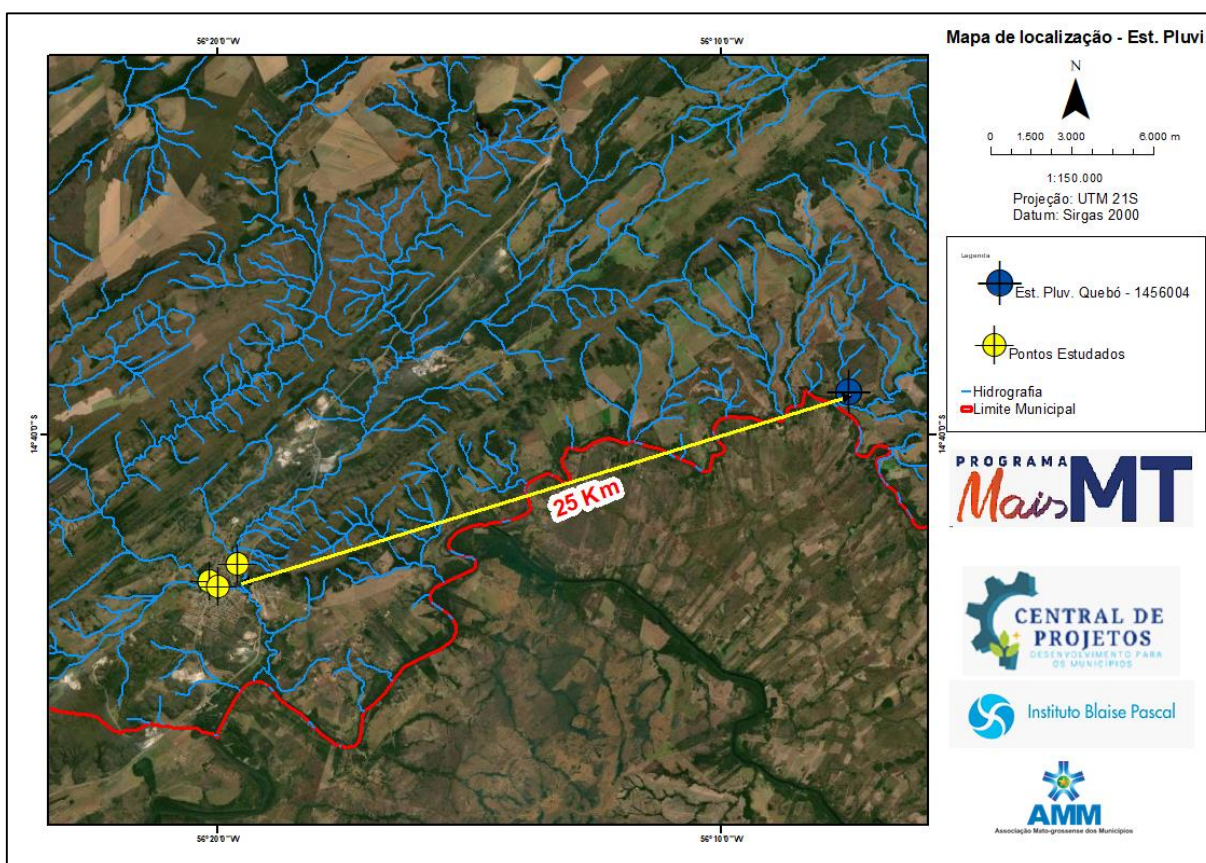 56°20'0"W
56°10'0"W
Mapa de localização - Est. Pluvi
N
0 1.500 3.000 6.000 m
1:150.000
Projeção: UTM 21S
Datum: Sirgas 2000
Legenda
Est. Pluv. Quebó - 1456004
Pontos Estudados
Hidrografia
Limite Municipal
14°40'0"S
14°40'0"S
25 Km
PROGRAMA
Mais MT
CENTRAL DE
PROJETOS
DESENVOLVIMENTO PARA
OS MUNICÍPIOS
Instituto Blaise Pascal
AMM
Associação Mato-grossense dos Municípios
56°20'0"W
56°10'0"W